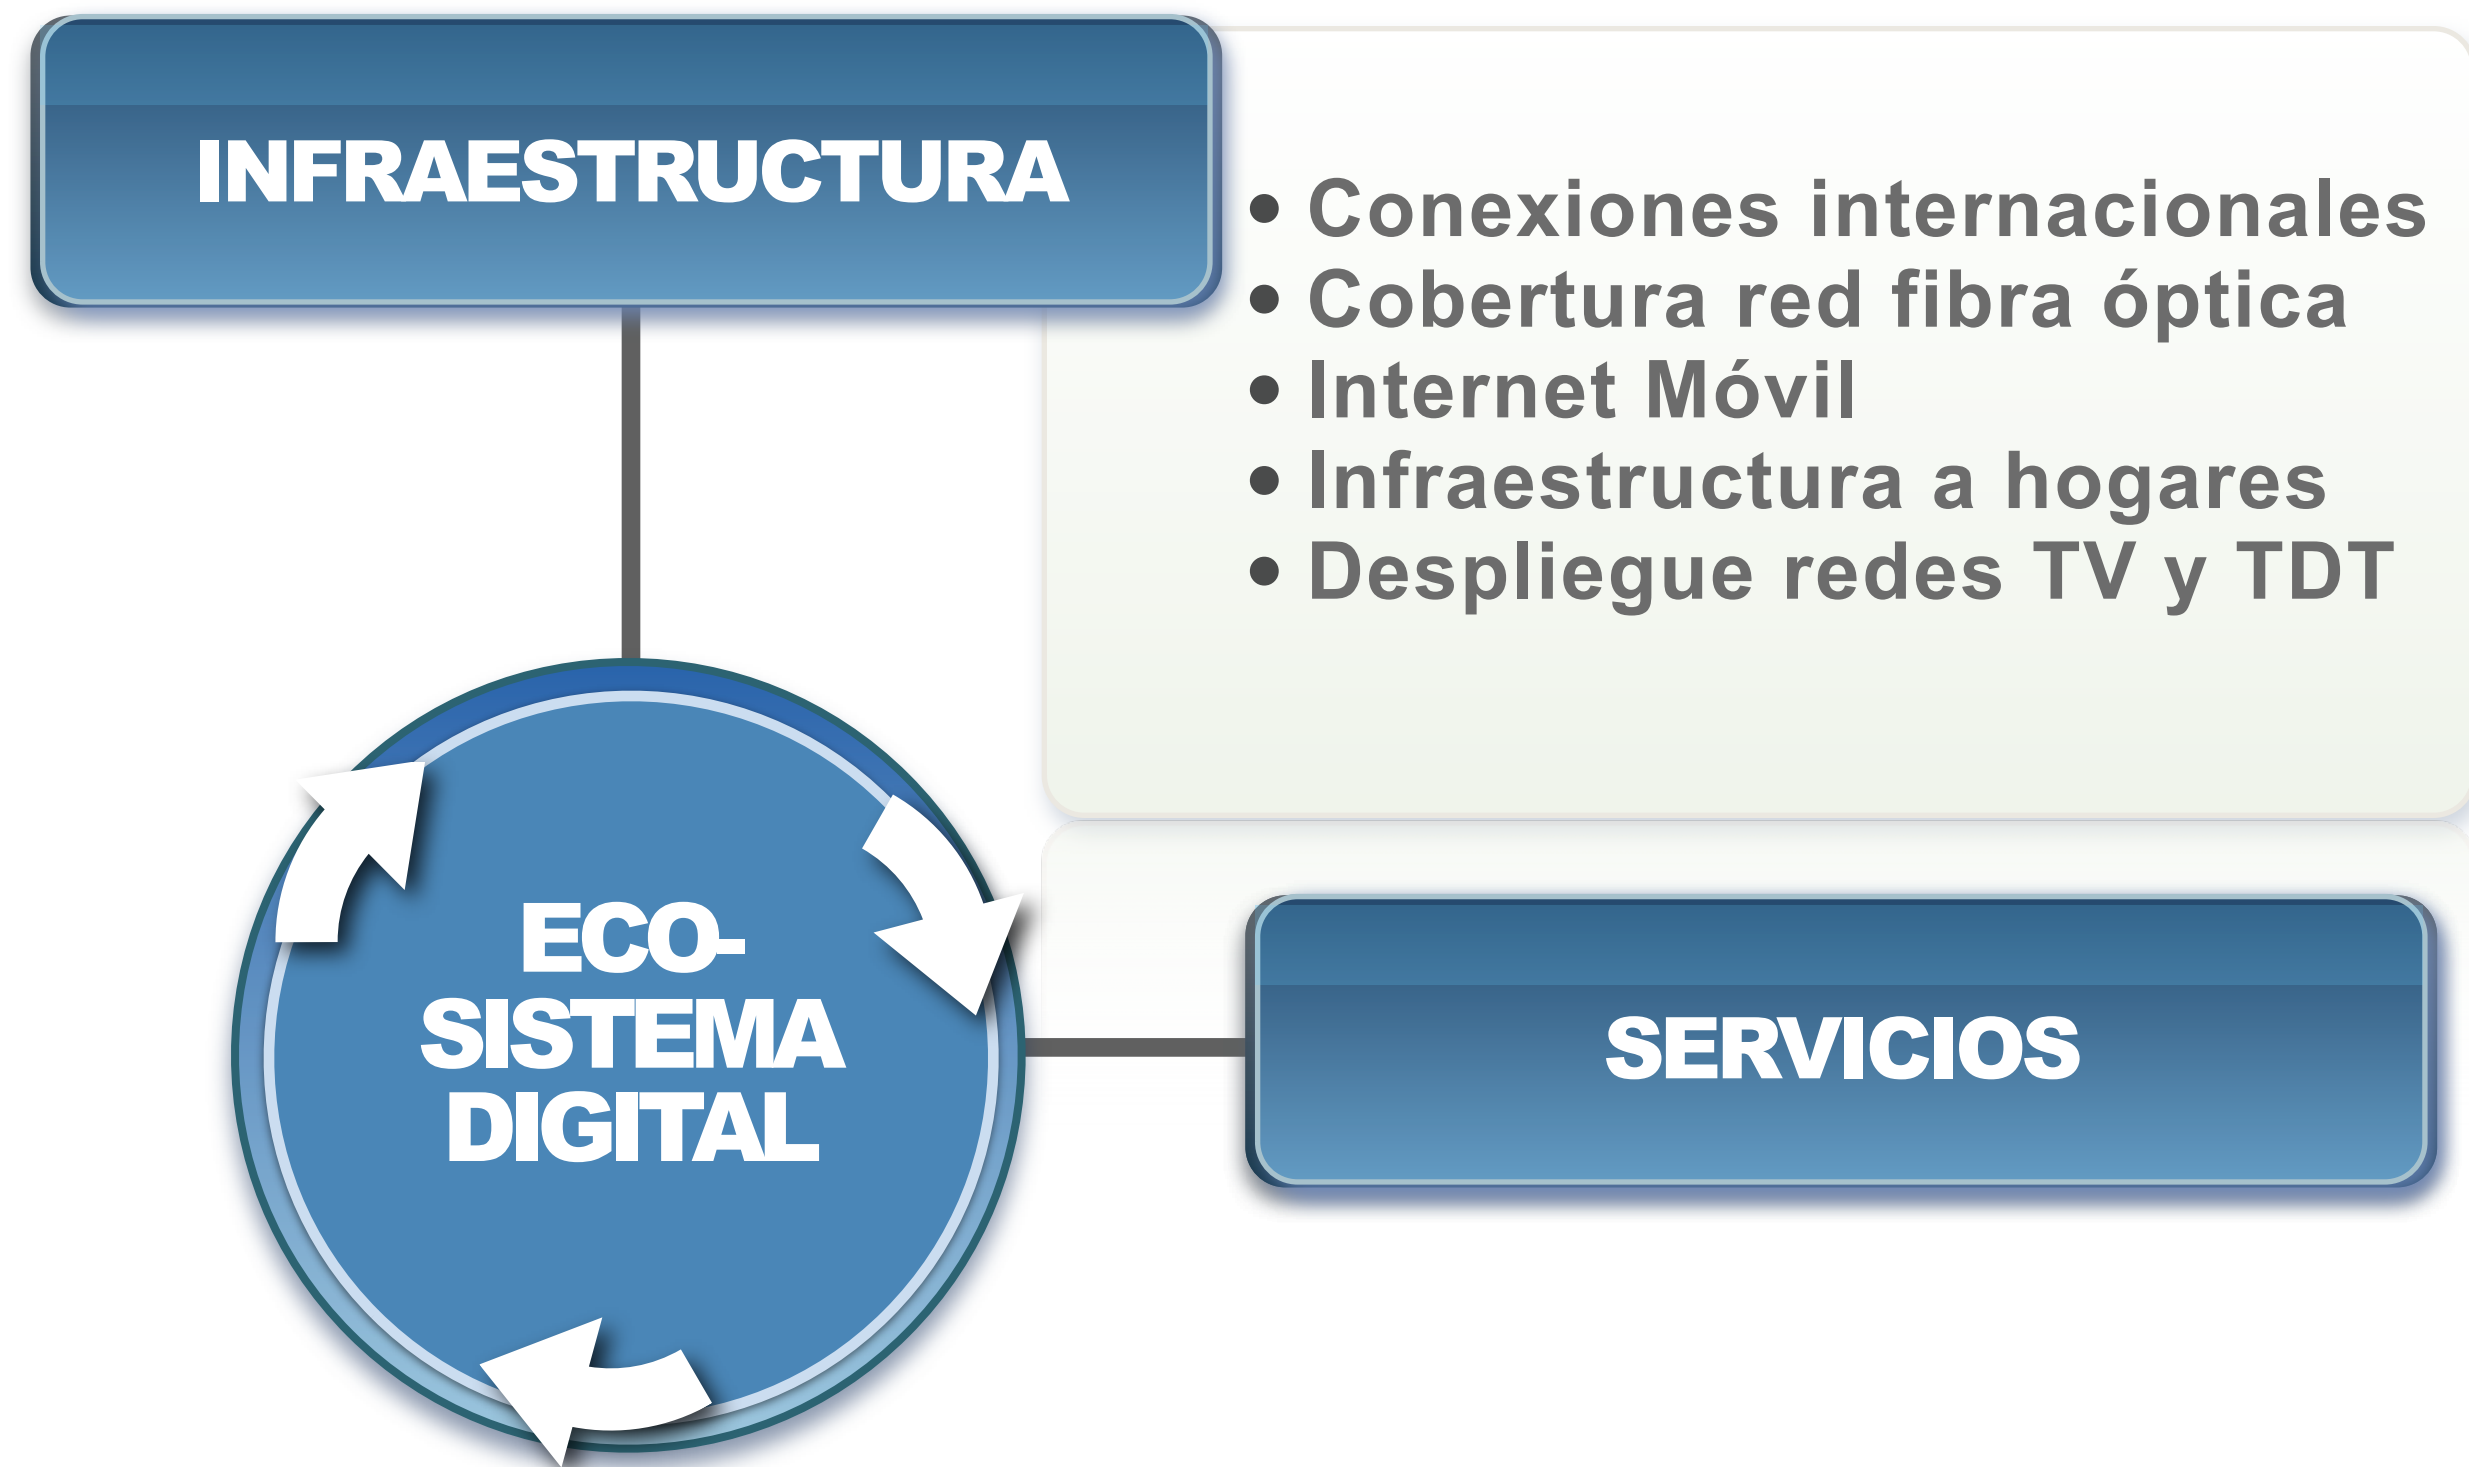 INFRAESTRUCTURA
• Conexiones internacionales
• Cobertura red fibra óptica
• Internet Móvil
• Infraestructura a hogares
• Despliegue redes TV y TDT
ECO-
SISTEMA
DIGITAL
SERVICIOS